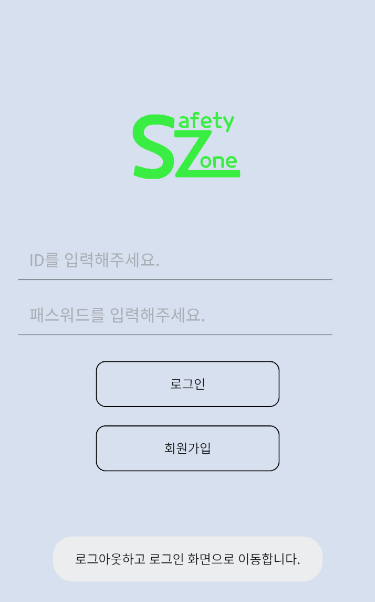 Safety
Zone
ID를 입력해주세요.
패스워드를 입력해주세요.
로그인
회원가입
로그아웃하고 로그인 화면으로 이동합니다.